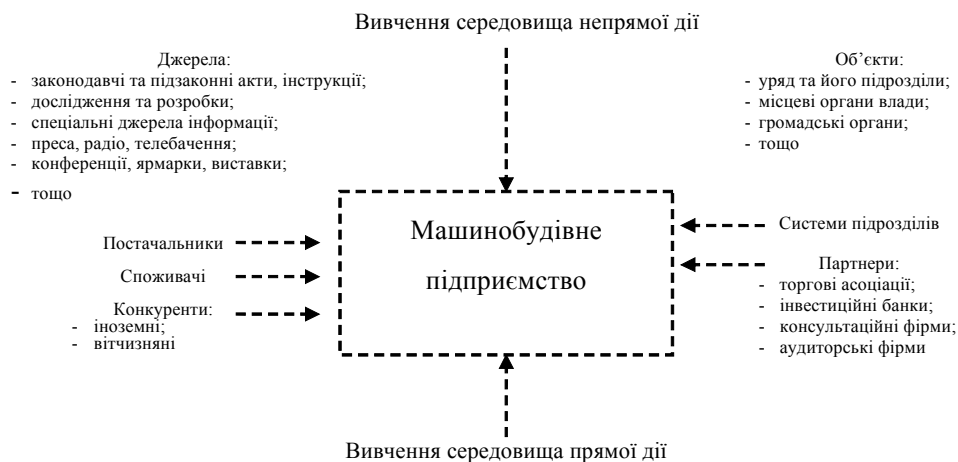 Вивчення середовища непрямої дії
Джерела:
- законодавчі та підзаконні акти, інструкції;
- дослідження та розробки;
- спеціальні джерела інформації;
- преса, радіо, телебачення;
- конференції, ярмарки, виставки;
- тощо
Об’єкти:
- уряд та його підрозділи;
- місцеві органи влади;
- громадські органи;
- тощо
Постачальники
Споживачі
Конкуренти:
- іноземні;
- вітчизняні
Машинобудівне
підприємство
Системи підрозділів
Партнери:
- торгові асоціації;
- інвестиційні банки;
- консультаційні фірми;
- аудиторські фірми
Вивчення середовища прямої дії